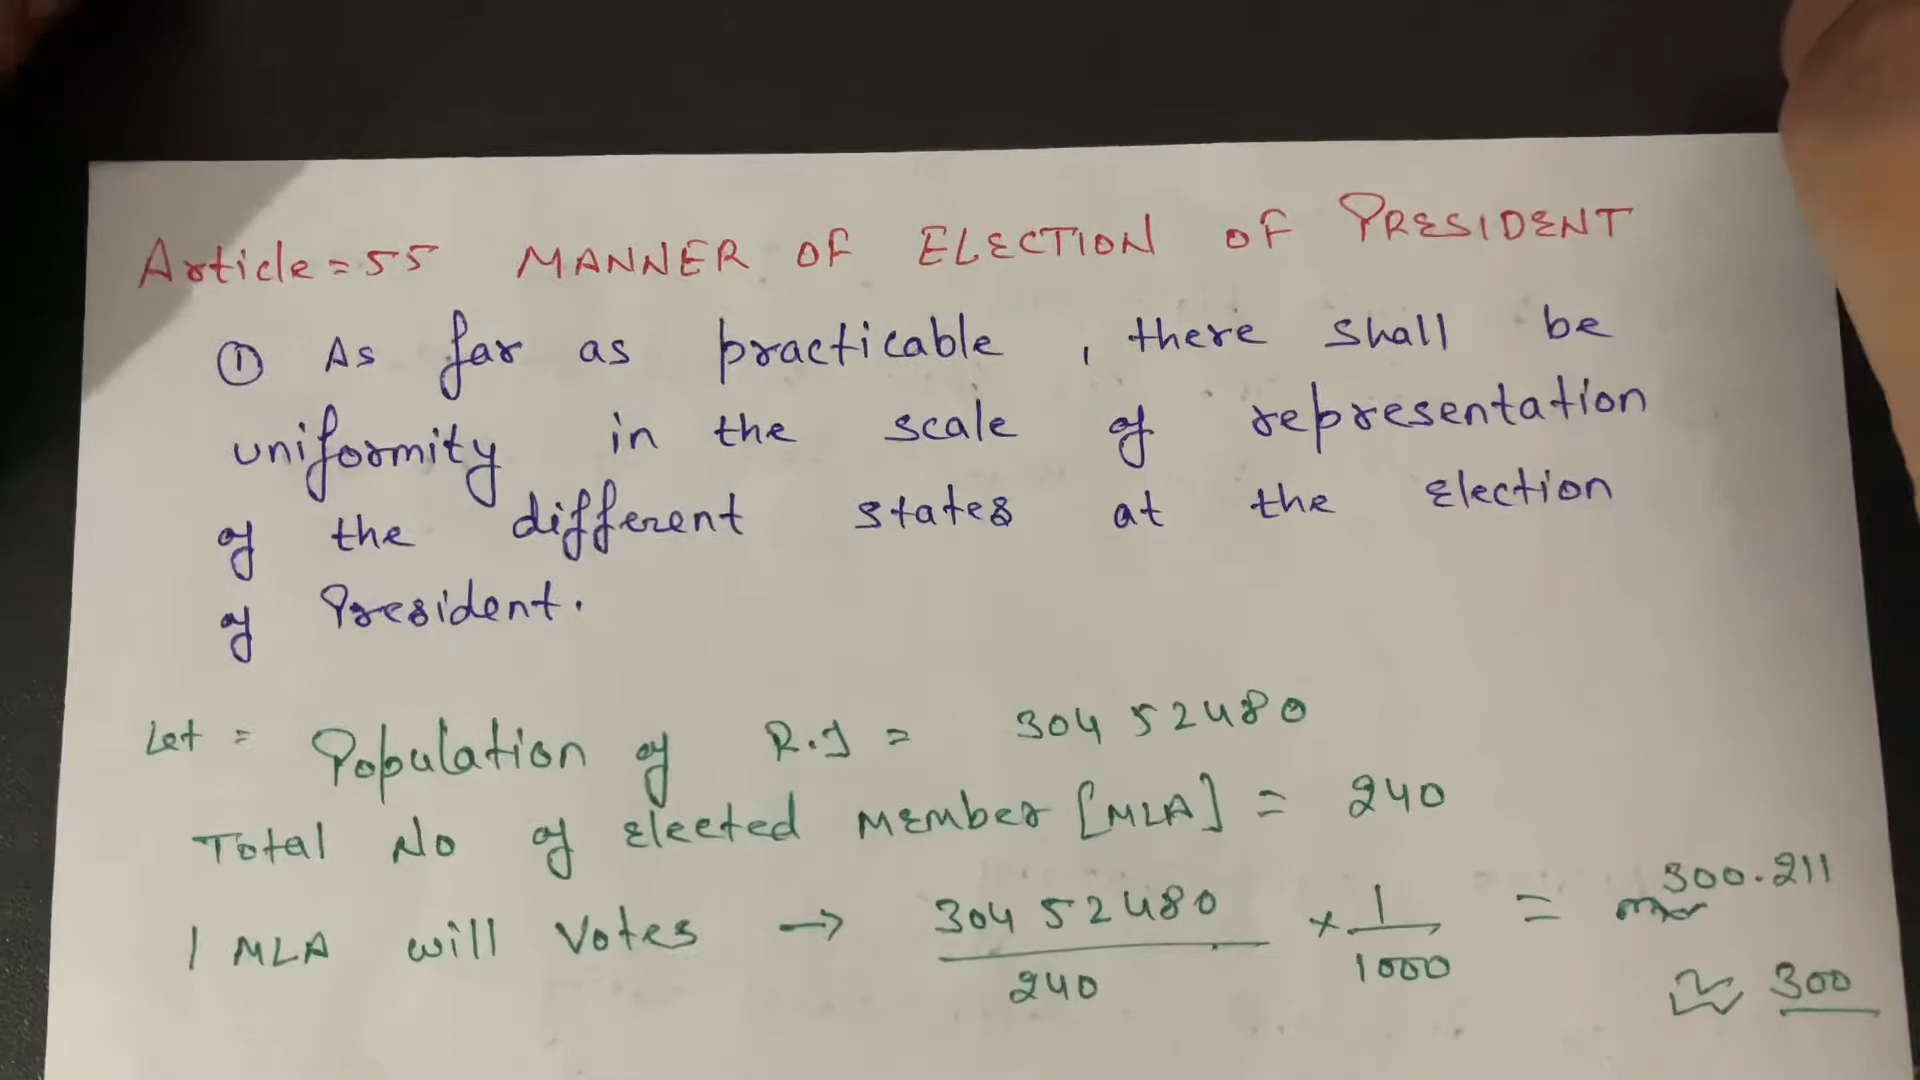 Article = 55 MANNER OF ELECTION OF PRESIDENT
① As far as practicable, there shall be
uniformity in the scale of representation
of the different states at the Election
of President.
Let = Population of R.J = 30452480
Total No of elected Member [MLA] = 240
1 MLA will Votes → 30452480 / 240 × 1 / 1000 = 300.211
≈ 300